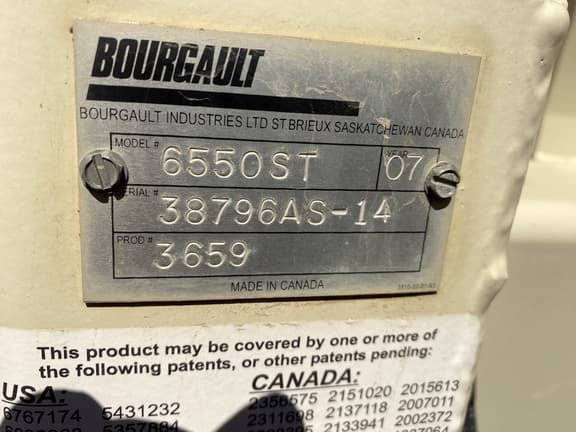 BOURGAULT
BOURGAULT INDUSTRIES LTD ST BRIEUX SASKATCHEWAN CANADA
MODEL # 6550ST YEAR 07
SERIAL # 38796AS-14
PROD # 3659
MADE IN CANADA
This product may be covered by one or more of
the following patents, or other patents pending:
USA: CANADA:
6767174 5431232 2356575 2151020 2015613
5357884 2311698 2137118 2007011
2133941 2002372